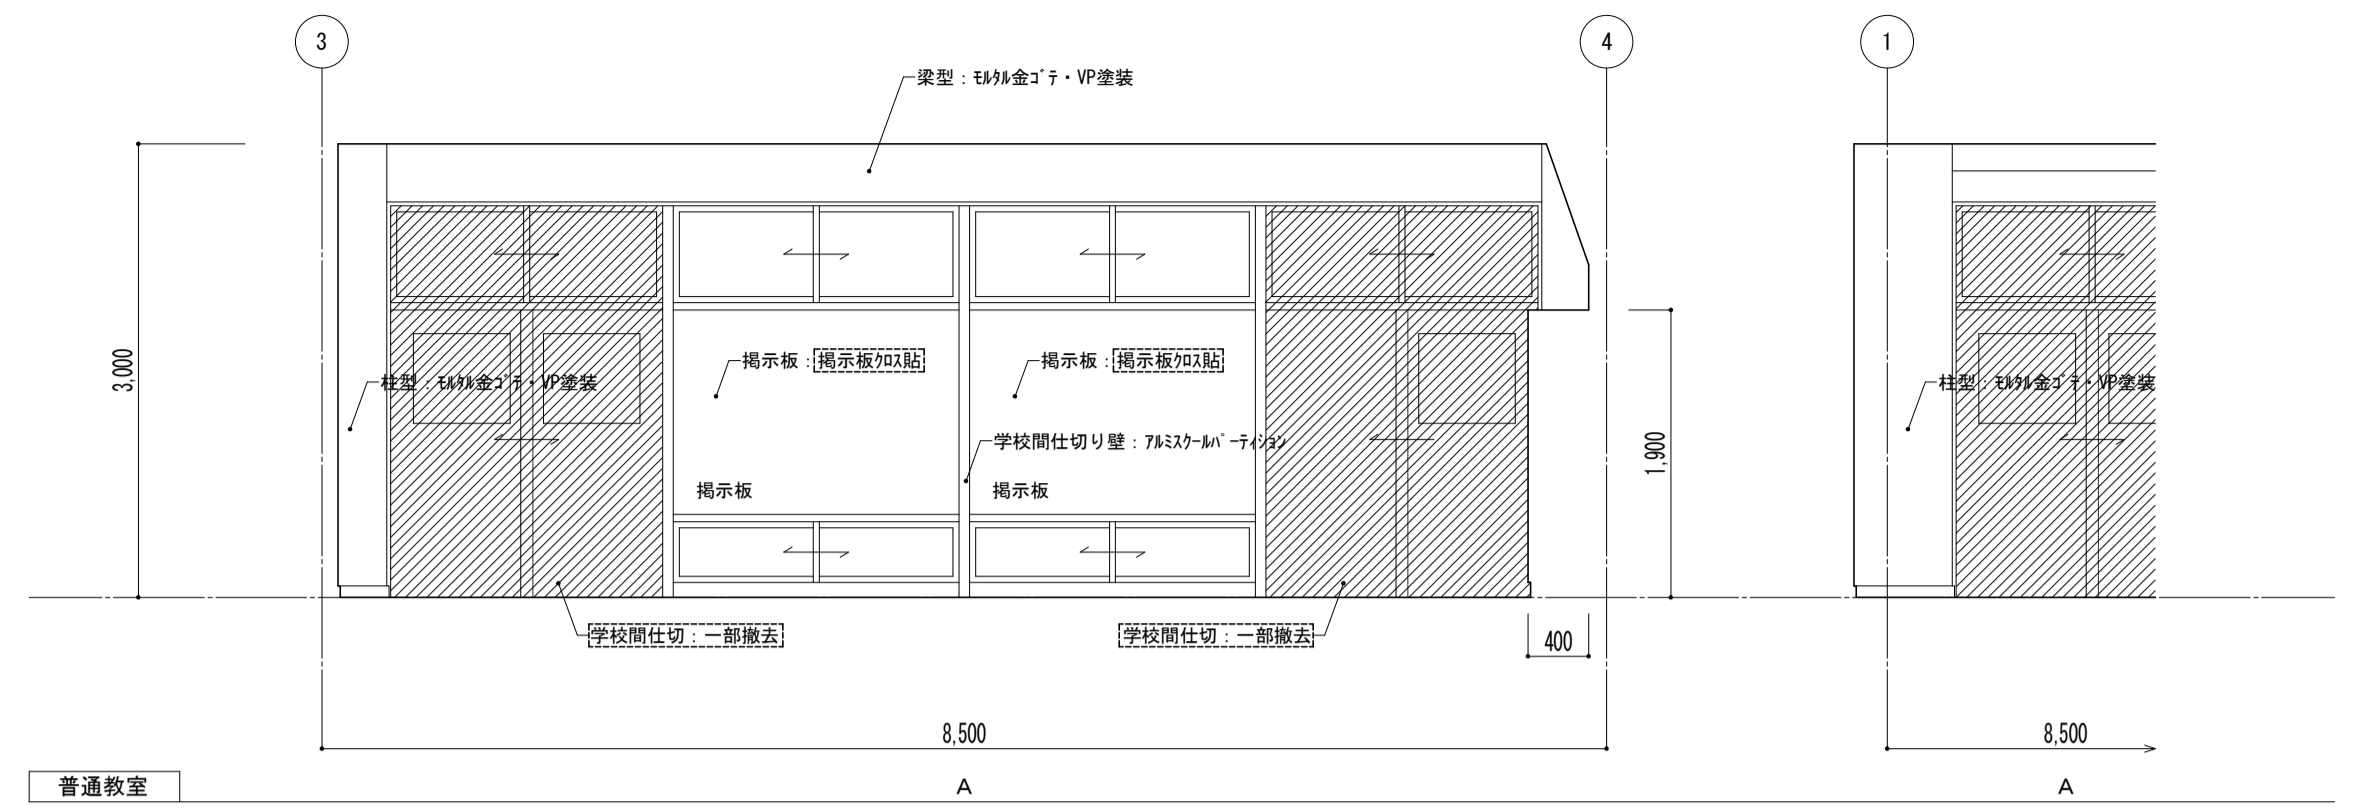 3
4
1
梁型：ﾓﾙﾀﾙ金ｺﾞﾃ・VP塗装
3,000
柱型：ﾓﾙﾀﾙ金ｺﾞﾃ・VP塗装
掲示板：掲示板ｸﾛｽ貼
掲示板：掲示板ｸﾛｽ貼
柱型：ﾓﾙﾀﾙ金ｺﾞﾃ・VP塗装
学校間仕切り壁：ｱﾙﾐｽｸｰﾙﾊﾟｰﾃｨｼｮﾝ
1,900
掲示板
掲示板
学校間仕切：一部撤去
学校間仕切：一部撤去
400
8,500
8,500
普通教室
A
A